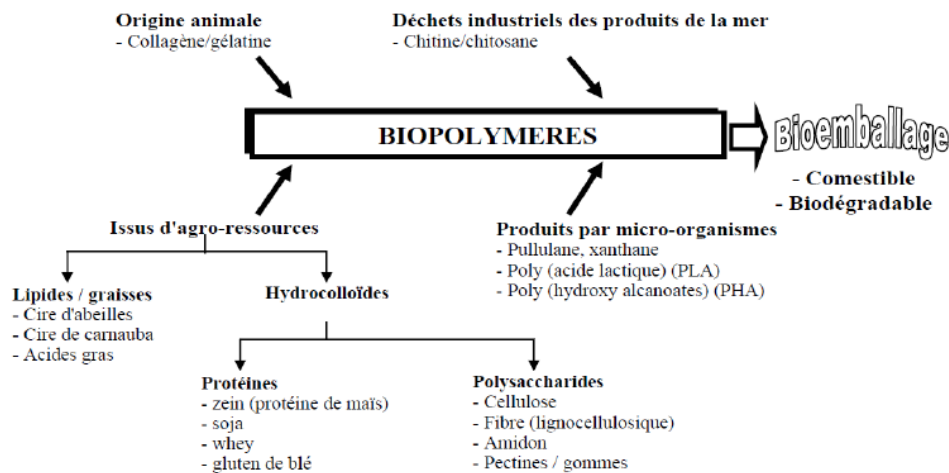 Origine animale
- Collagène/gélatine
Déchets industriels des produits de la mer
- Chitine/chitosane
BIOPOLYMERES
Bioemballage
- Comestible
- Biodégradable
Issus d'agro-ressources
Produits par micro-organismes
- Pullulane, xanthane
- Poly (acide lactique) (PLA)
- Poly (hydroxy alcanoates) (PHA)
Lipides / graisses
- Cire d'abeilles
- Cire de carnauba
- Acides gras
Hydrocolloïdes
Protéines
- zein (protéine de maïs)
- soja
- whey
- gluten de blé
Polysaccharides
- Cellulose
- Fibre (lignocellulosique)
- Amidon
- Pectines / gommes